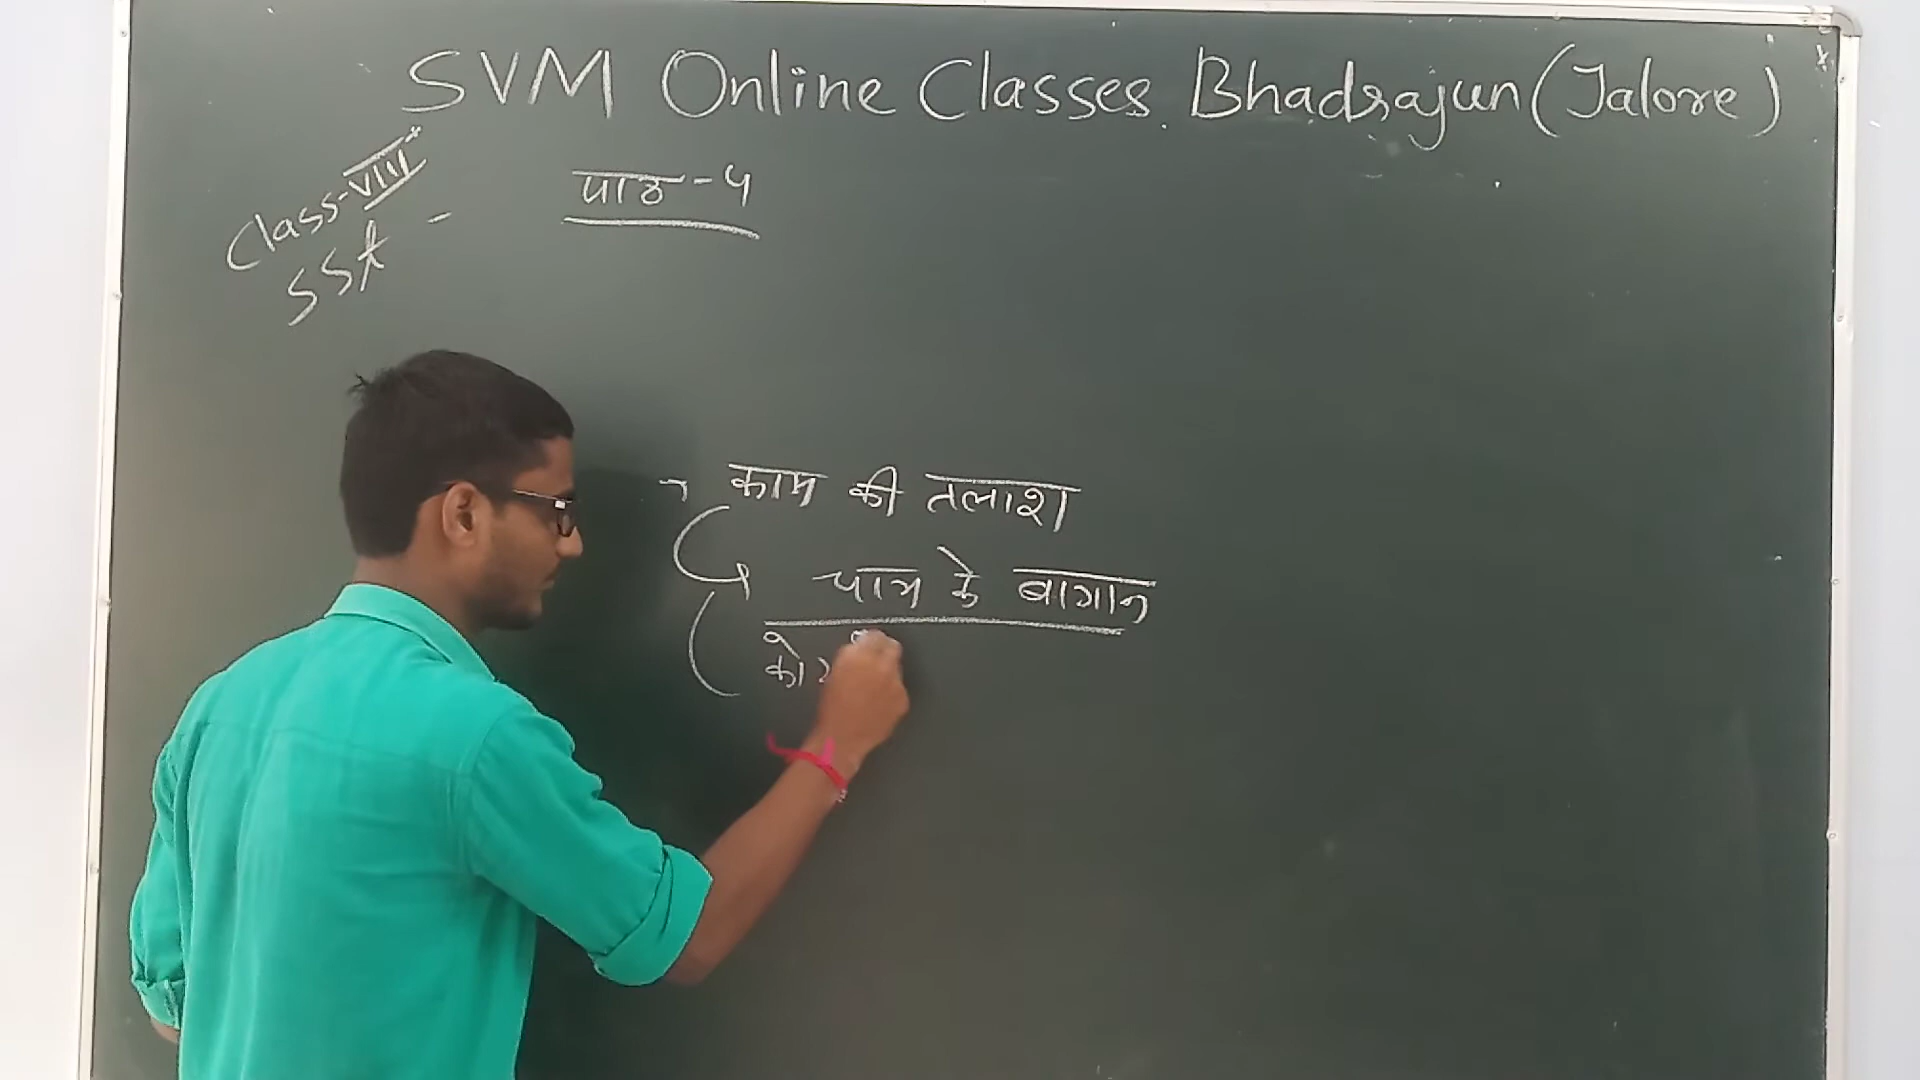 SVM Online Classes Bhadrajun (Jalore)
Class-VIII
SSt -
पाठ-4
काम की तलाश
चाय के बागान